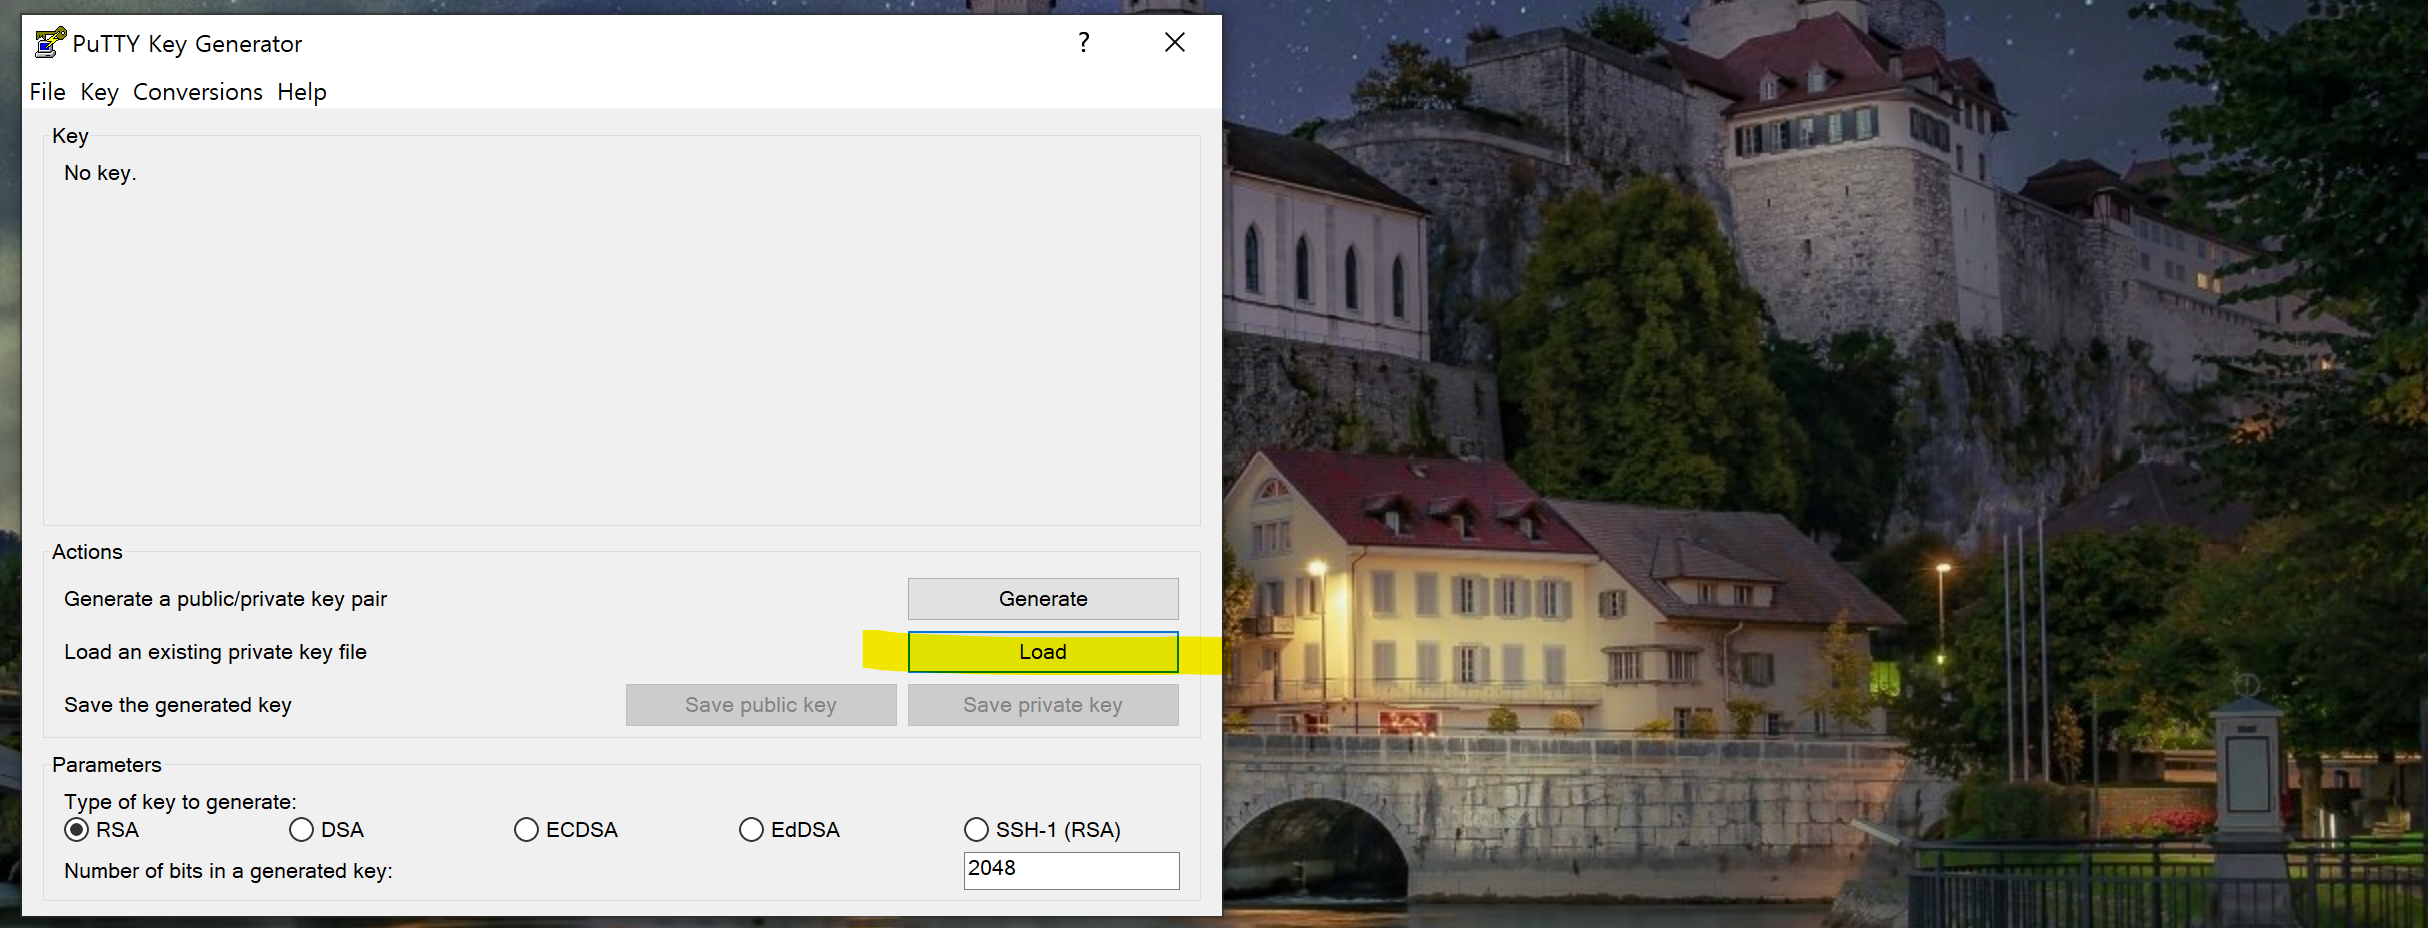 PuTTY Key Generator ?
File Key Conversions Help
Key
No key.
Actions
Generate a public/private key pair Generate
Load an existing private key file Load
Save the generated key Save public key Save private key
Parameters
Type of key to generate:
RSA DSA ECDSA EdDSA SSH-1 (RSA)
Number of bits in a generated key: 2048